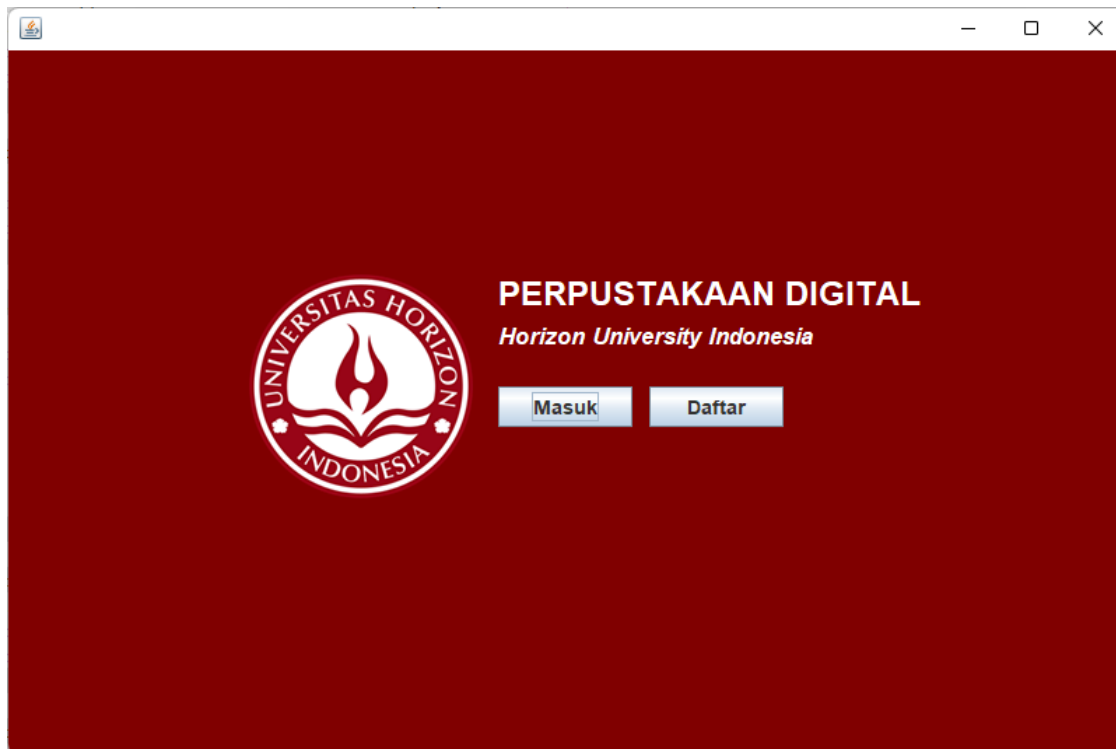 UNIVERSITAS HORIZON
INDONESIA
PERPUSTAKAAN DIGITAL
Horizon University Indonesia
Masuk
Daftar